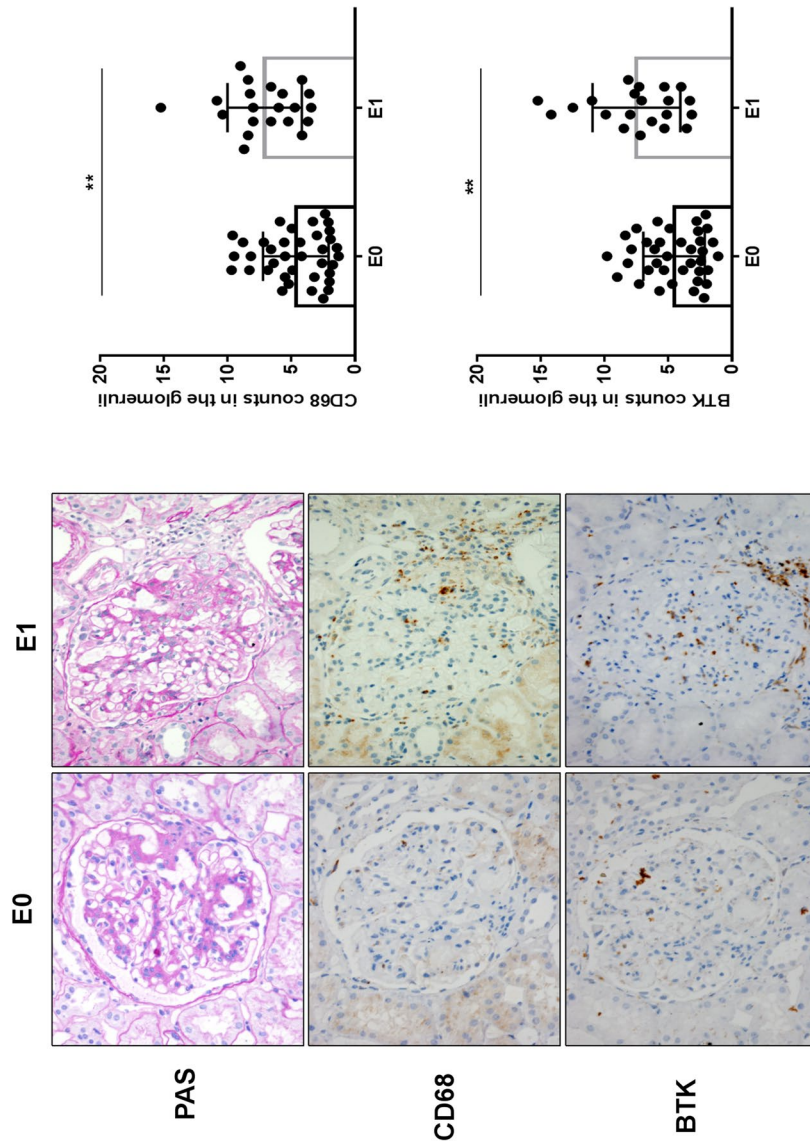 E0
E1
PAS
CD68
BTK
**
CD68 counts in the glomeruli
20
15
10
5
0
E0
E1
**
BTK counts in the glomeruli
20
15
10
5
0
E0
E1